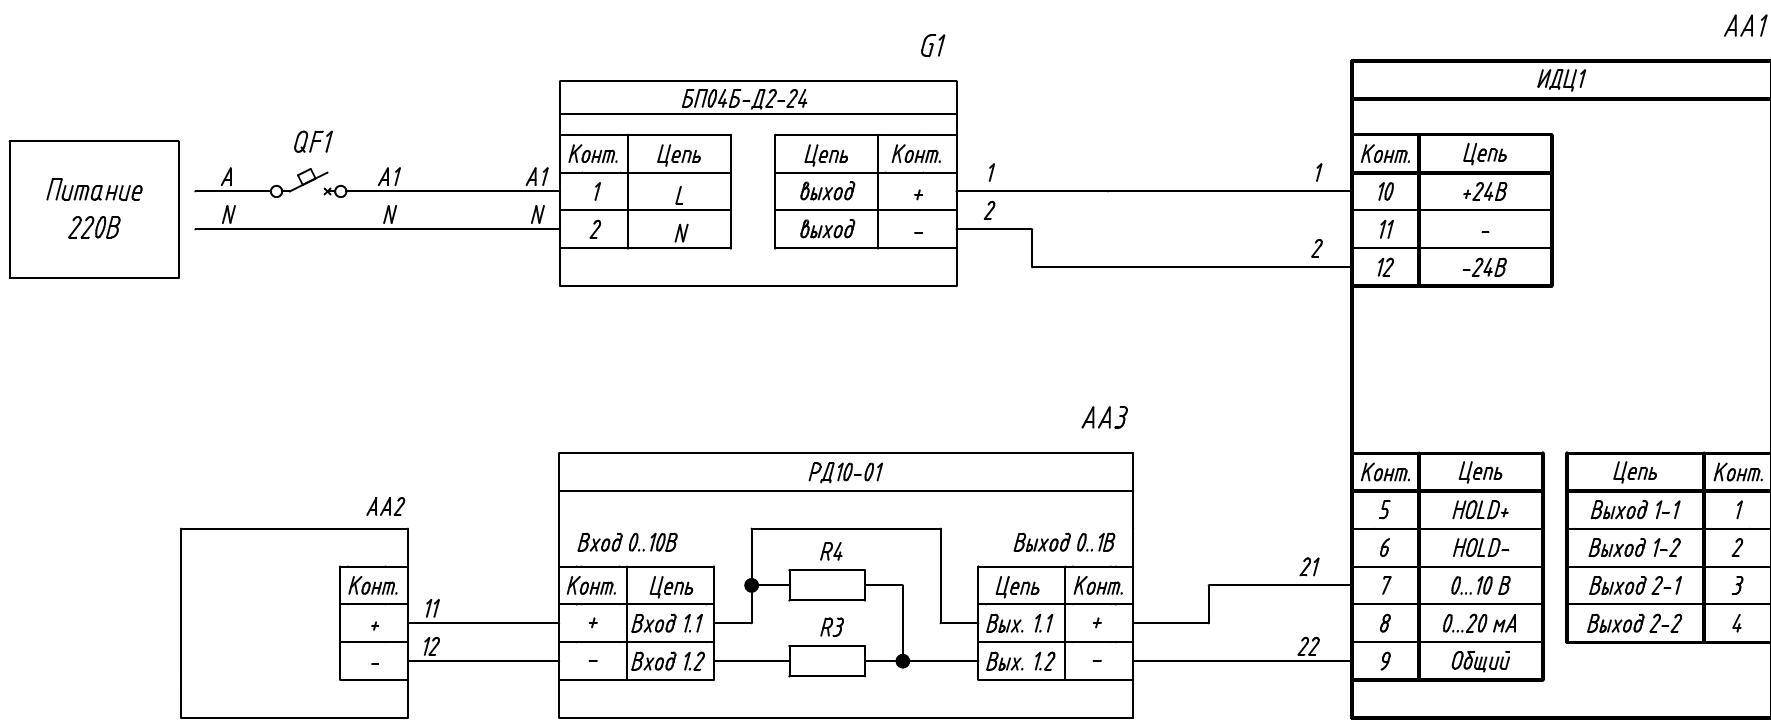 AA1
G1
ИДЦ1
БП04Б-Д2-24
QF1
Питание
220В
A
A1
A1
N
N
N
Конт. Цепь
1 L
2 N
Цепь Конт.
выход +
выход -
1
1
2
2
Конт. Цепь
10 +24В
11 -
12 -24В
AA3
РД10-01
AA2
Вход 0..10В
Выход 0..1В
R4
R3
Конт.
+
-
11
12
Конт. Цепь
+ Вход 1.1
- Вход 1.2
Цепь Конт.
Вых. 1.1 +
Вых. 1.2 -
21
22
Конт. Цепь
5 HOLD+
6 HOLD-
7 0...10 В
8 0...20 мА
9 Общий
Цепь Конт.
Выход 1-1 1
Выход 1-2 2
Выход 2-1 3
Выход 2-2 4